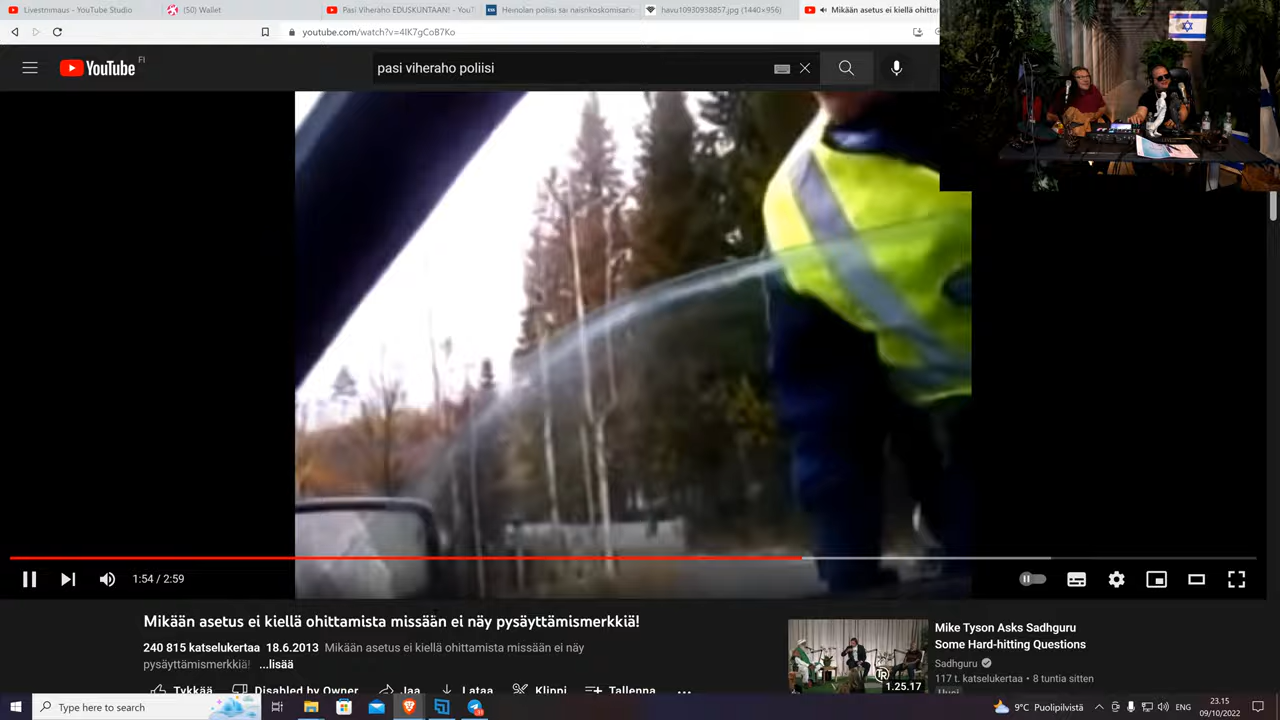 Livestriimaus - YouTube Studio
(50) Wallet
Pasi Viheraho EDUSKUNTAAN! - YouT
Heinolan poliisi sai naisrikoskomisario
havu10930938857.jpg (1440×956)
Mikään asetus ei kiellä ohittam
youtube.com/watch?v=4IK7gCoB7Ko
YouTube FI
pasi viheraho poliisi
1:54 / 2:59
Mikään asetus ei kiellä ohittamista missään ei näy pysäyttämismerkkiä!
240 815 katselukertaa 18.6.2013 Mikään asetus ei kiellä ohittamista missään ei näy
pysäyttämismerkkiä! ...lisää
Tykkää
Disabled by Owner
Jaa
Lataa
Klippi
Tallenna
1.25.17
Mike Tyson Asks Sadhguru
Some Hard-hitting Questions
Sadhguru
117 t. katselukertaa • 8 tuntia sitten
Uusi
Type here to search
9°C Puolipilvistä
ENG
23.15
09/10/2022